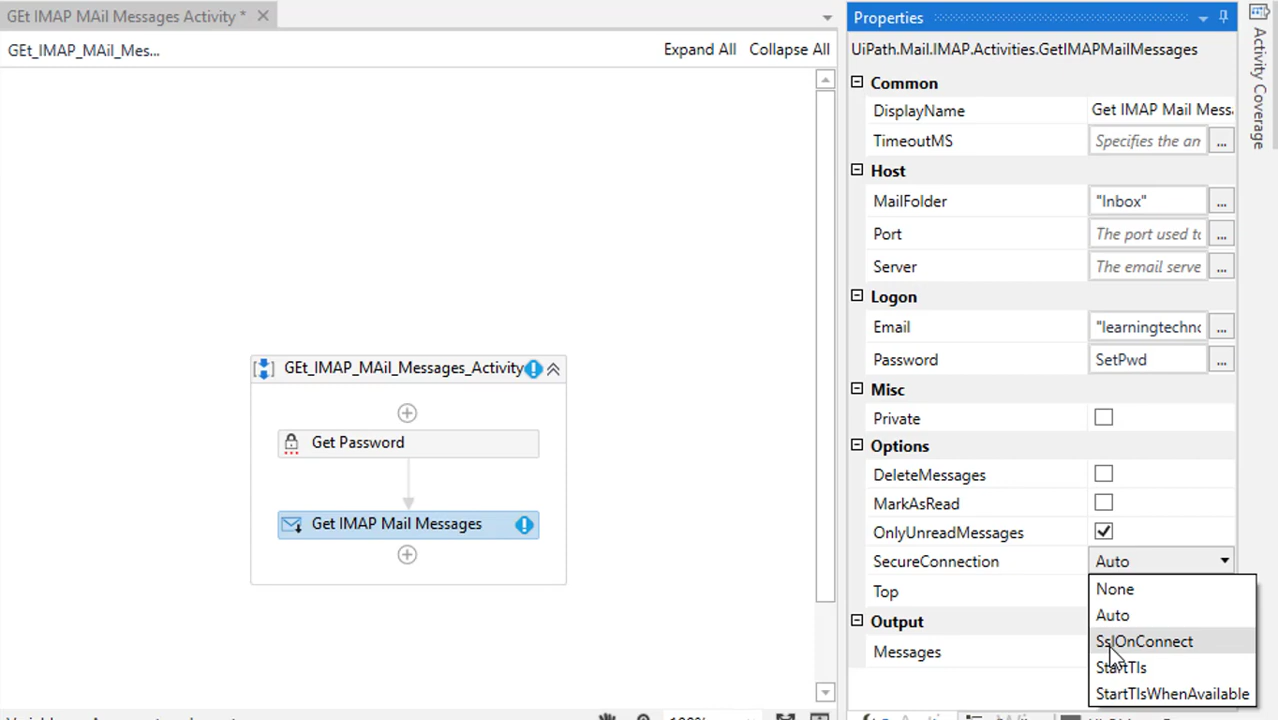 GEt IMAP MAil Messages Activity *
GEt_IMAP_MAil_Mes...
Expand All Collapse All
GEt_IMAP_MAil_Messages_Activity
Get Password
Get IMAP Mail Messages
Properties
UiPath.Mail.IMAP.Activities.GetIMAPMailMessages
Common
DisplayName Get IMAP Mail Mess
TimeoutMS Specifies the an ...
Host
MailFolder "Inbox" ...
Port The port used to ...
Server The email serve ...
Logon
Email "learningtechno ...
Password SetPwd ...
Misc
Private
Options
DeleteMessages
MarkAsRead
OnlyUnreadMessages
SecureConnection Auto
None
Auto
SslOnConnect
StartTls
StartTlsWhenAvailable
Top
Output
Messages
Activity Coverage